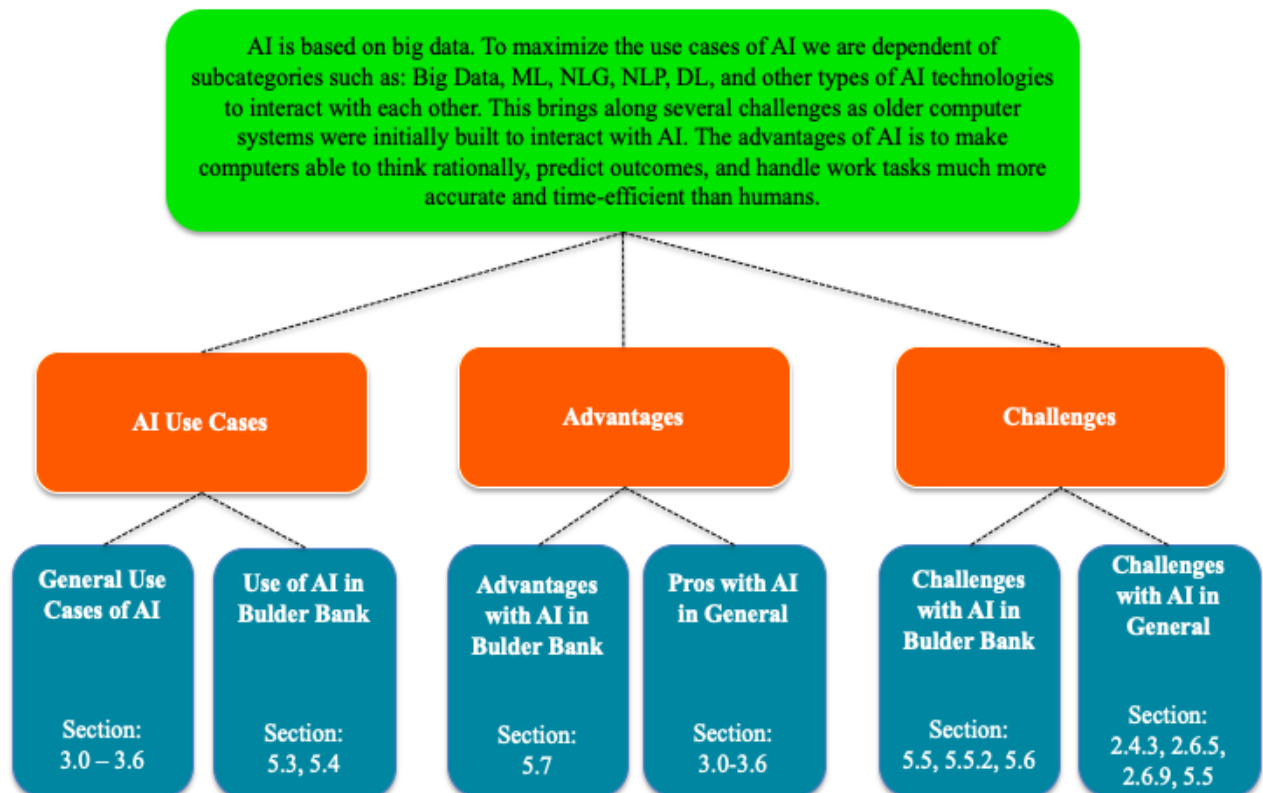 AI is based on big data. To maximize the use cases of AI we are dependent of
subcategories such as: Big Data, ML, NLG, NLP, DL, and other types of AI technologies
to interact with each other. This brings along several challenges as older computer
systems were initially built to interact with AI. The advantages of AI is to make
computers able to think rationally, predict outcomes, and handle work tasks much more
accurate and time-efficient than humans.
AI Use Cases
Advantages
Challenges
General Use
Cases of AI
Section:
3.0 – 3.6
Use of AI in
Bulder Bank
Section:
5.3, 5.4
Advantages
with AI in
Bulder Bank
Section:
5.7
Pros with AI
in General
Section:
3.0-3.6
Challenges
with AI in
Bulder Bank
Section:
5.5, 5.5.2, 5.6
Challenges
with AI in
General
Section:
2.4.3, 2.6.5,
2.6.9, 5.5